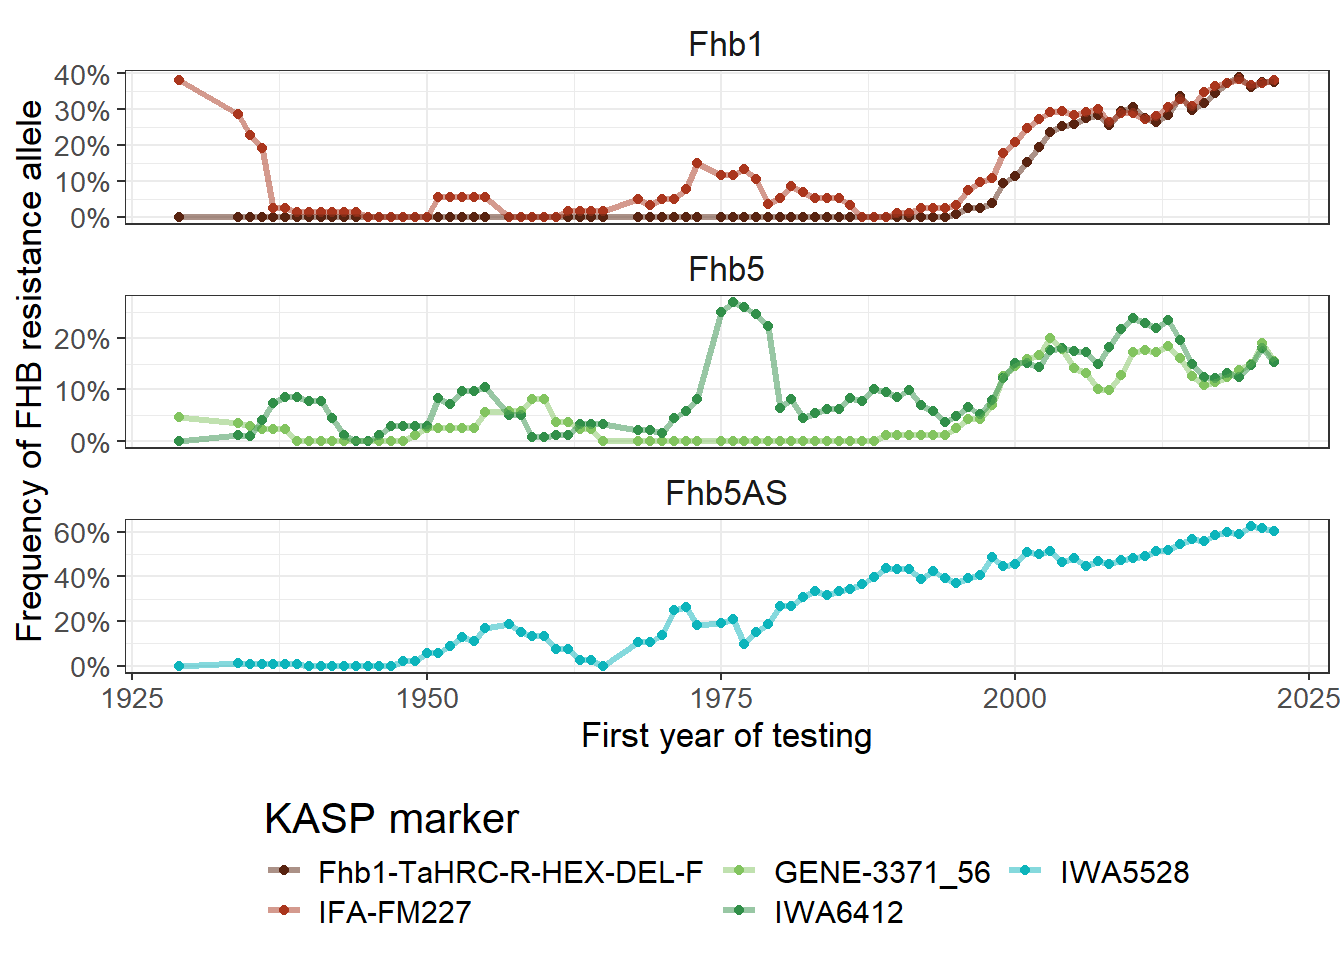 Fhb1
40%
30%
20%
10%
0%
Fhb5
20%
10%
0%
Fhb5AS
60%
40%
20%
0%
1925 1950 1975 2000 2025
First year of testing
Frequency of FHB resistance allele
KASP marker
Fhb1-TaHRC-R-HEX-DEL-F GENE-3371_56 IWA5528
IFA-FM227 IWA6412